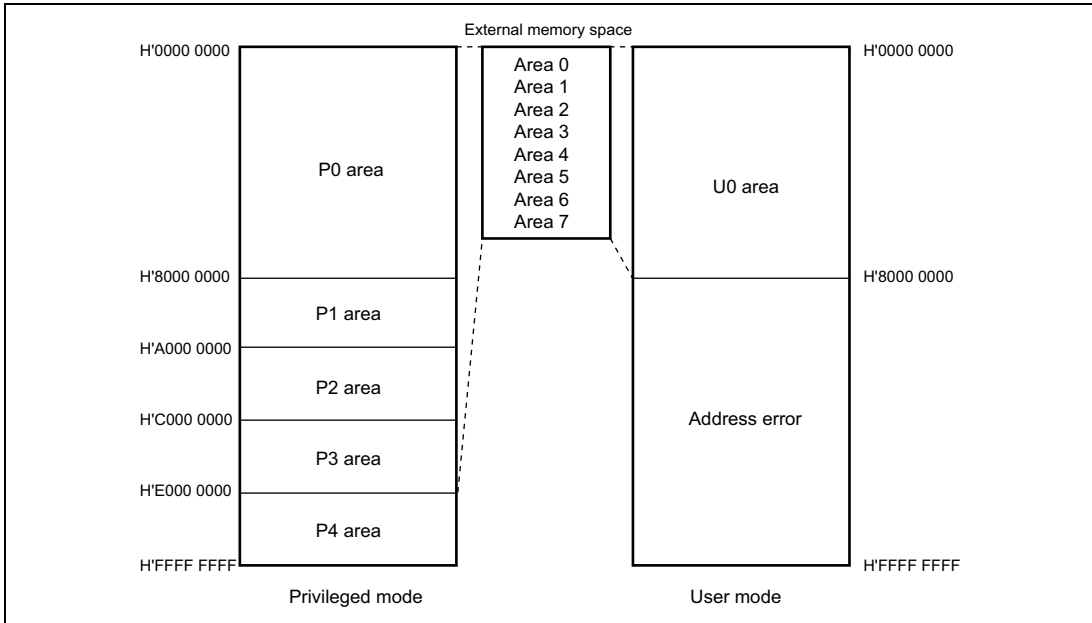 External memory space
H'0000 0000
H'0000 0000
Area 0
Area 1
Area 2
Area 3
Area 4
Area 5
Area 6
Area 7
P0 area
U0 area
H'8000 0000
H'8000 0000
P1 area
H'A000 0000
P2 area
H'C000 0000
Address error
P3 area
H'E000 0000
P4 area
H'FFFF FFFF
H'FFFF FFFF
Privileged mode
User mode